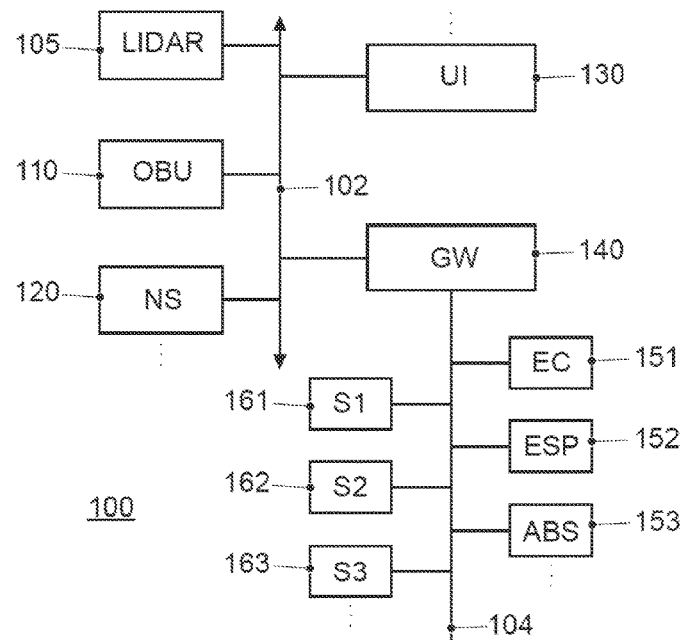 105 LIDAR
UI 130
110 OBU
102
GW 140
120 NS
EC 151
161 S1
ESP 152
162 S2
100
ABS 153
163 S3
104